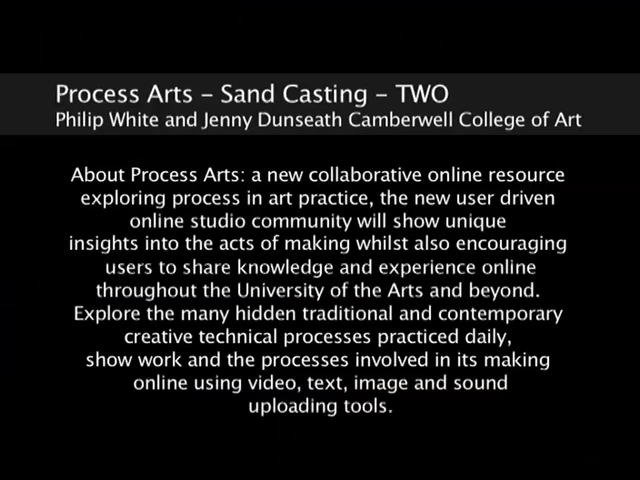 Process Arts – Sand Casting – TWO
Philip White and Jenny Dunseath Camberwell College of Art
About Process Arts: a new collaborative online resource
exploring process in art practice, the new user driven
online studio community will show unique
insights into the acts of making whilst also encouraging
users to share knowledge and experience online
throughout the University of the Arts and beyond.
Explore the many hidden traditional and contemporary
creative technical processes practiced daily,
show work and the processes involved in its making
online using video, text, image and sound
uploading tools.